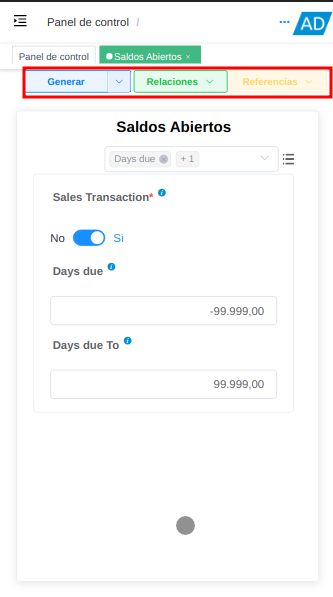 Panel de control /
••• AD
Panel de control
Saldos Abiertos ×
Generar
Relaciones
Referencias
Saldos Abiertos
Days due + 1
Sales Transaction*
No Si
Days due
-99.999,00
Days due To
99.999,00